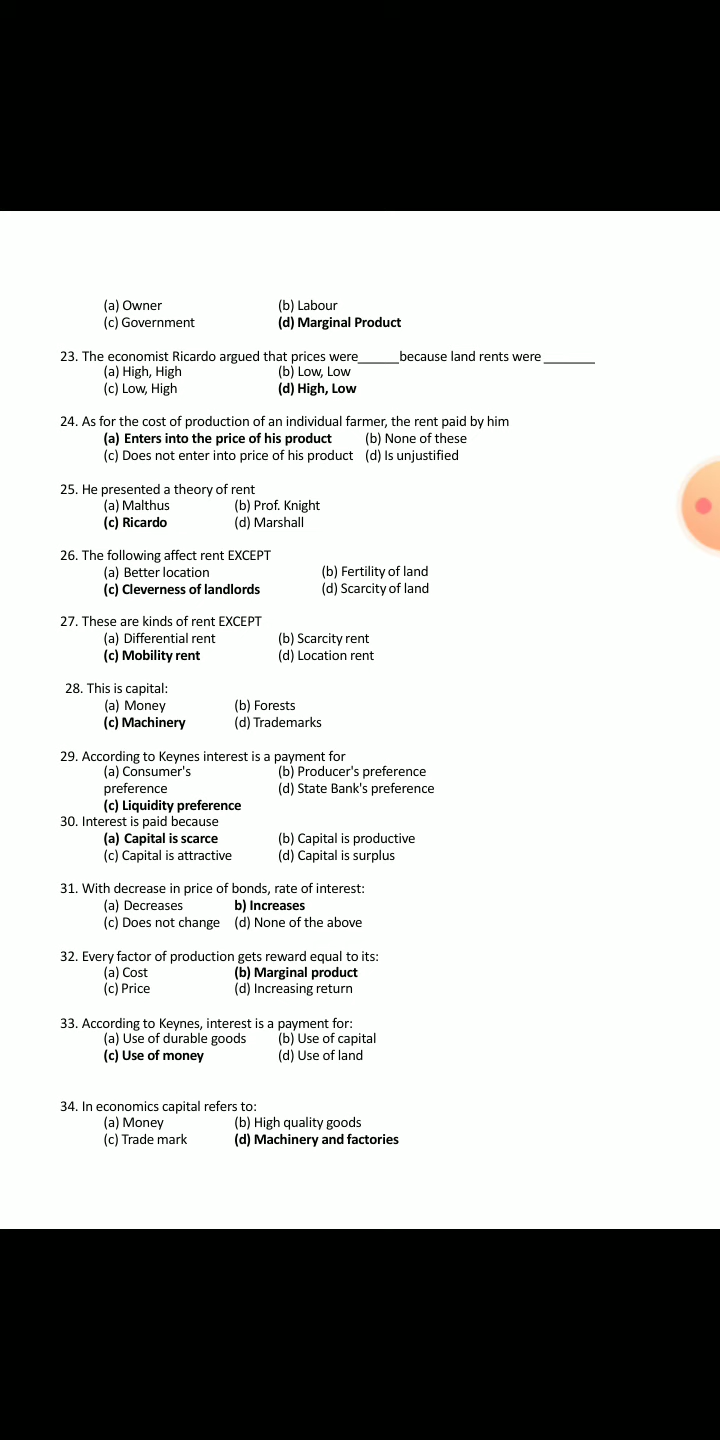 (a) Owner (b) Labour
(c) Government (d) Marginal Product
23. The economist Ricardo argued that prices were______because land rents were _______
(a) High, High (b) Low, Low
(c) Low, High (d) High, Low
24. As for the cost of production of an individual farmer, the rent paid by him
(a) Enters into the price of his product (b) None of these
(c) Does not enter into price of his product (d) Is unjustified
25. He presented a theory of rent
(a) Malthus (b) Prof. Knight
(c) Ricardo (d) Marshall
26. The following affect rent EXCEPT
(a) Better location (b) Fertility of land
(c) Cleverness of landlords (d) Scarcity of land
27. These are kinds of rent EXCEPT
(a) Differential rent (b) Scarcity rent
(c) Mobility rent (d) Location rent
28. This is capital:
(a) Money (b) Forests
(c) Machinery (d) Trademarks
29. According to Keynes interest is a payment for
(a) Consumer's (b) Producer's preference
preference (d) State Bank's preference
(c) Liquidity preference
30. Interest is paid because
(a) Capital is scarce (b) Capital is productive
(c) Capital is attractive (d) Capital is surplus
31. With decrease in price of bonds, rate of interest:
(a) Decreases b) Increases
(c) Does not change (d) None of the above
32. Every factor of production gets reward equal to its:
(a) Cost (b) Marginal product
(c) Price (d) Increasing return
33. According to Keynes, interest is a payment for:
(a) Use of durable goods (b) Use of capital
(c) Use of money (d) Use of land
34. In economics capital refers to:
(a) Money (b) High quality goods
(c) Trade mark (d) Machinery and factories